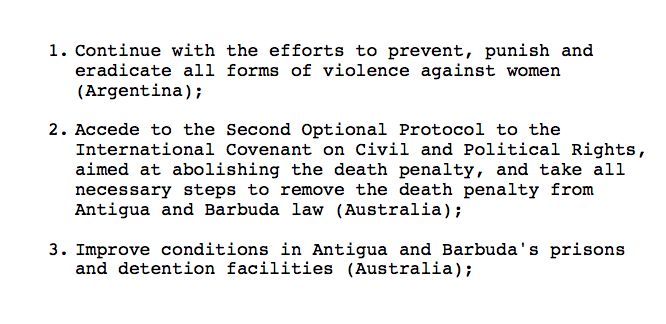 1. Continue with the efforts to prevent, punish and
eradicate all forms of violence against women
(Argentina);
2. Accede to the Second Optional Protocol to the
International Covenant on Civil and Political Rights,
aimed at abolishing the death penalty, and take all
necessary steps to remove the death penalty from
Antigua and Barbuda law (Australia);
3. Improve conditions in Antigua and Barbuda's prisons
and detention facilities (Australia);